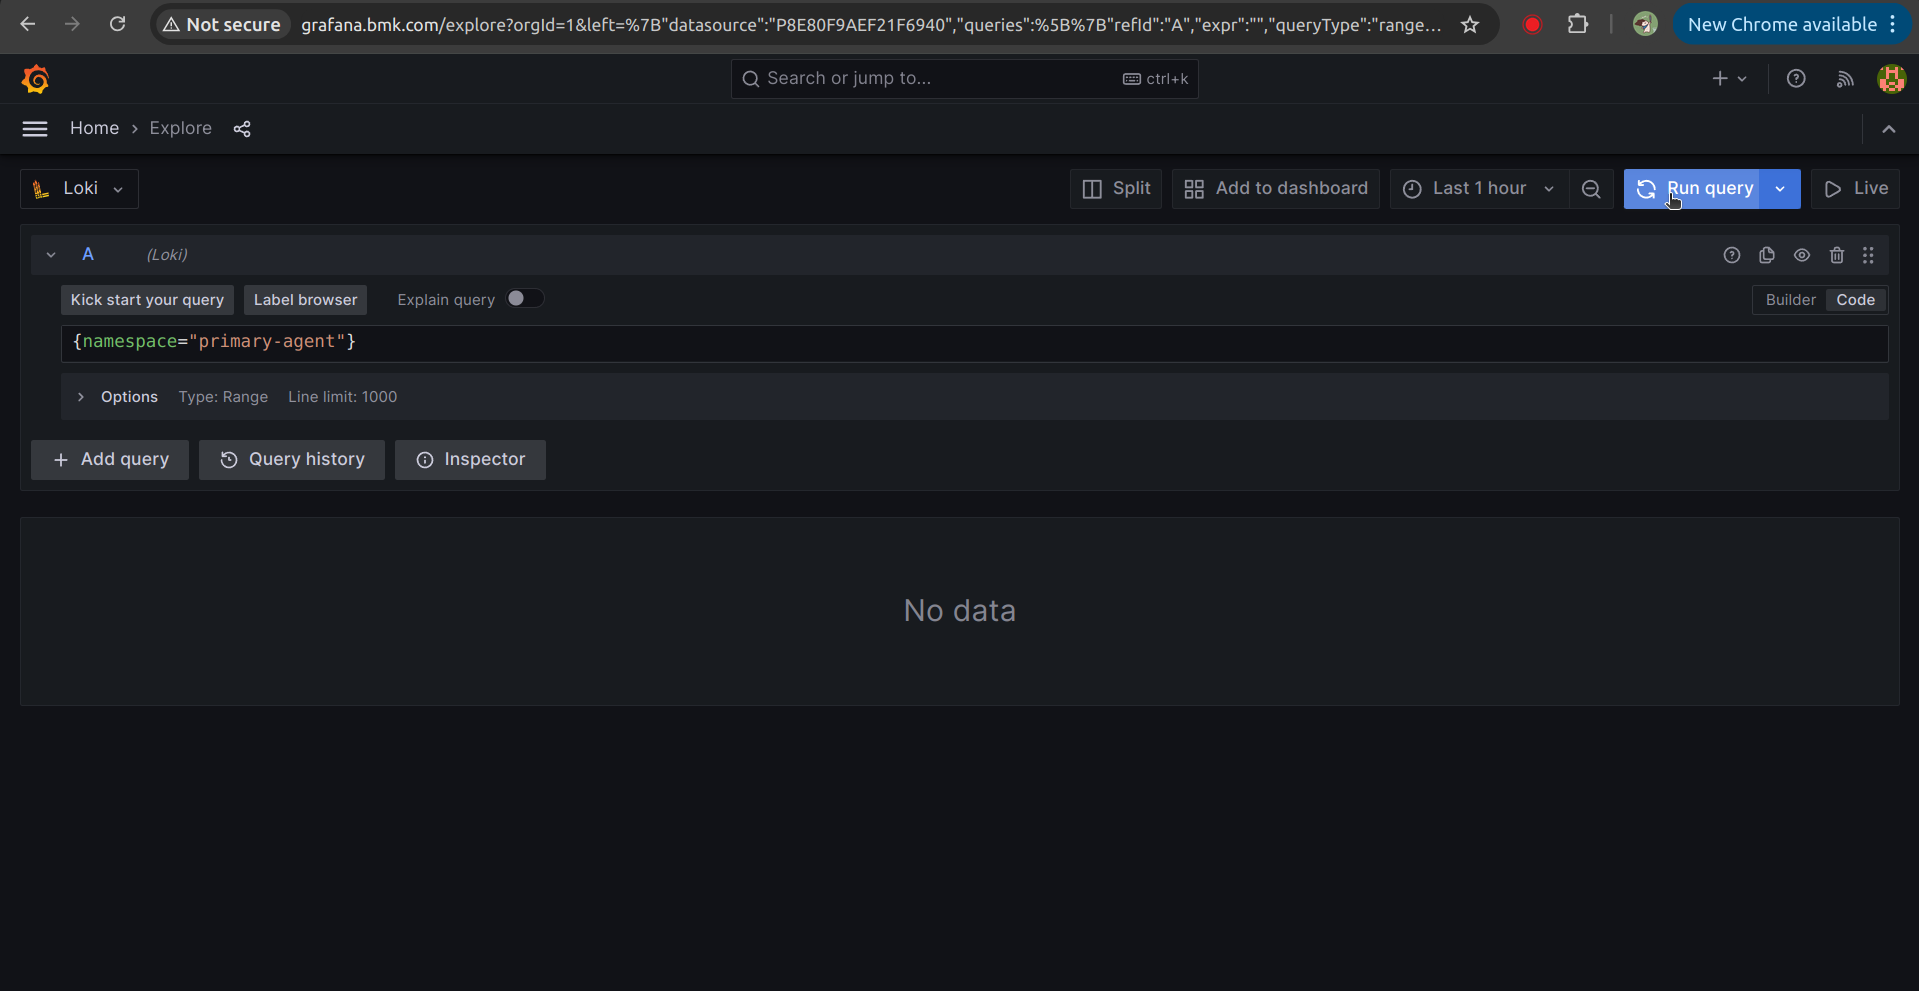 Not secure grafana.bmk.com/explore?orgId=1&left=%7B"datasource":"P8E80F9AEF21F6940","queries":%5B%7B"refId":"A","expr":"","queryType":"range... New Chrome available
Search or jump to... ctrl+k
Home › Explore
Loki Split Add to dashboard Last 1 hour Run query Live
A (Loki)
Kick start your query Label browser Explain query Builder Code
{namespace="primary-agent"}
Options Type: Range Line limit: 1000
+ Add query Query history Inspector
No data